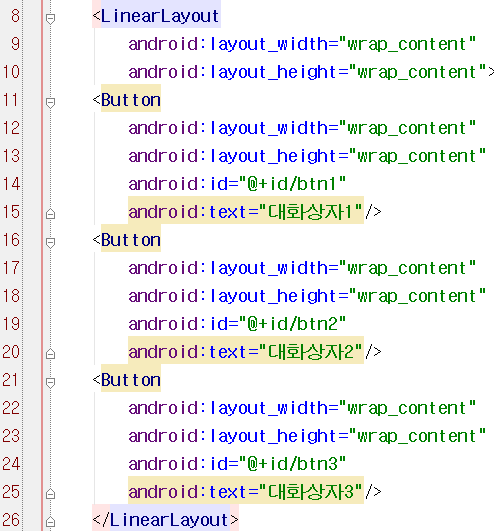 8 <LinearLayout
9 android:layout_width="wrap_content"
10 android:layout_height="wrap_content">
11 <Button
12 android:layout_width="wrap_content"
13 android:layout_height="wrap_content"
14 android:id="@+id/btn1"
15 android:text="대화상자1"/>
16 <Button
17 android:layout_width="wrap_content"
18 android:layout_height="wrap_content"
19 android:id="@+id/btn2"
20 android:text="대화상자2"/>
21 <Button
22 android:layout_width="wrap_content"
23 android:layout_height="wrap_content"
24 android:id="@+id/btn3"
25 android:text="대화상자3"/>
26 </LinearLayout>